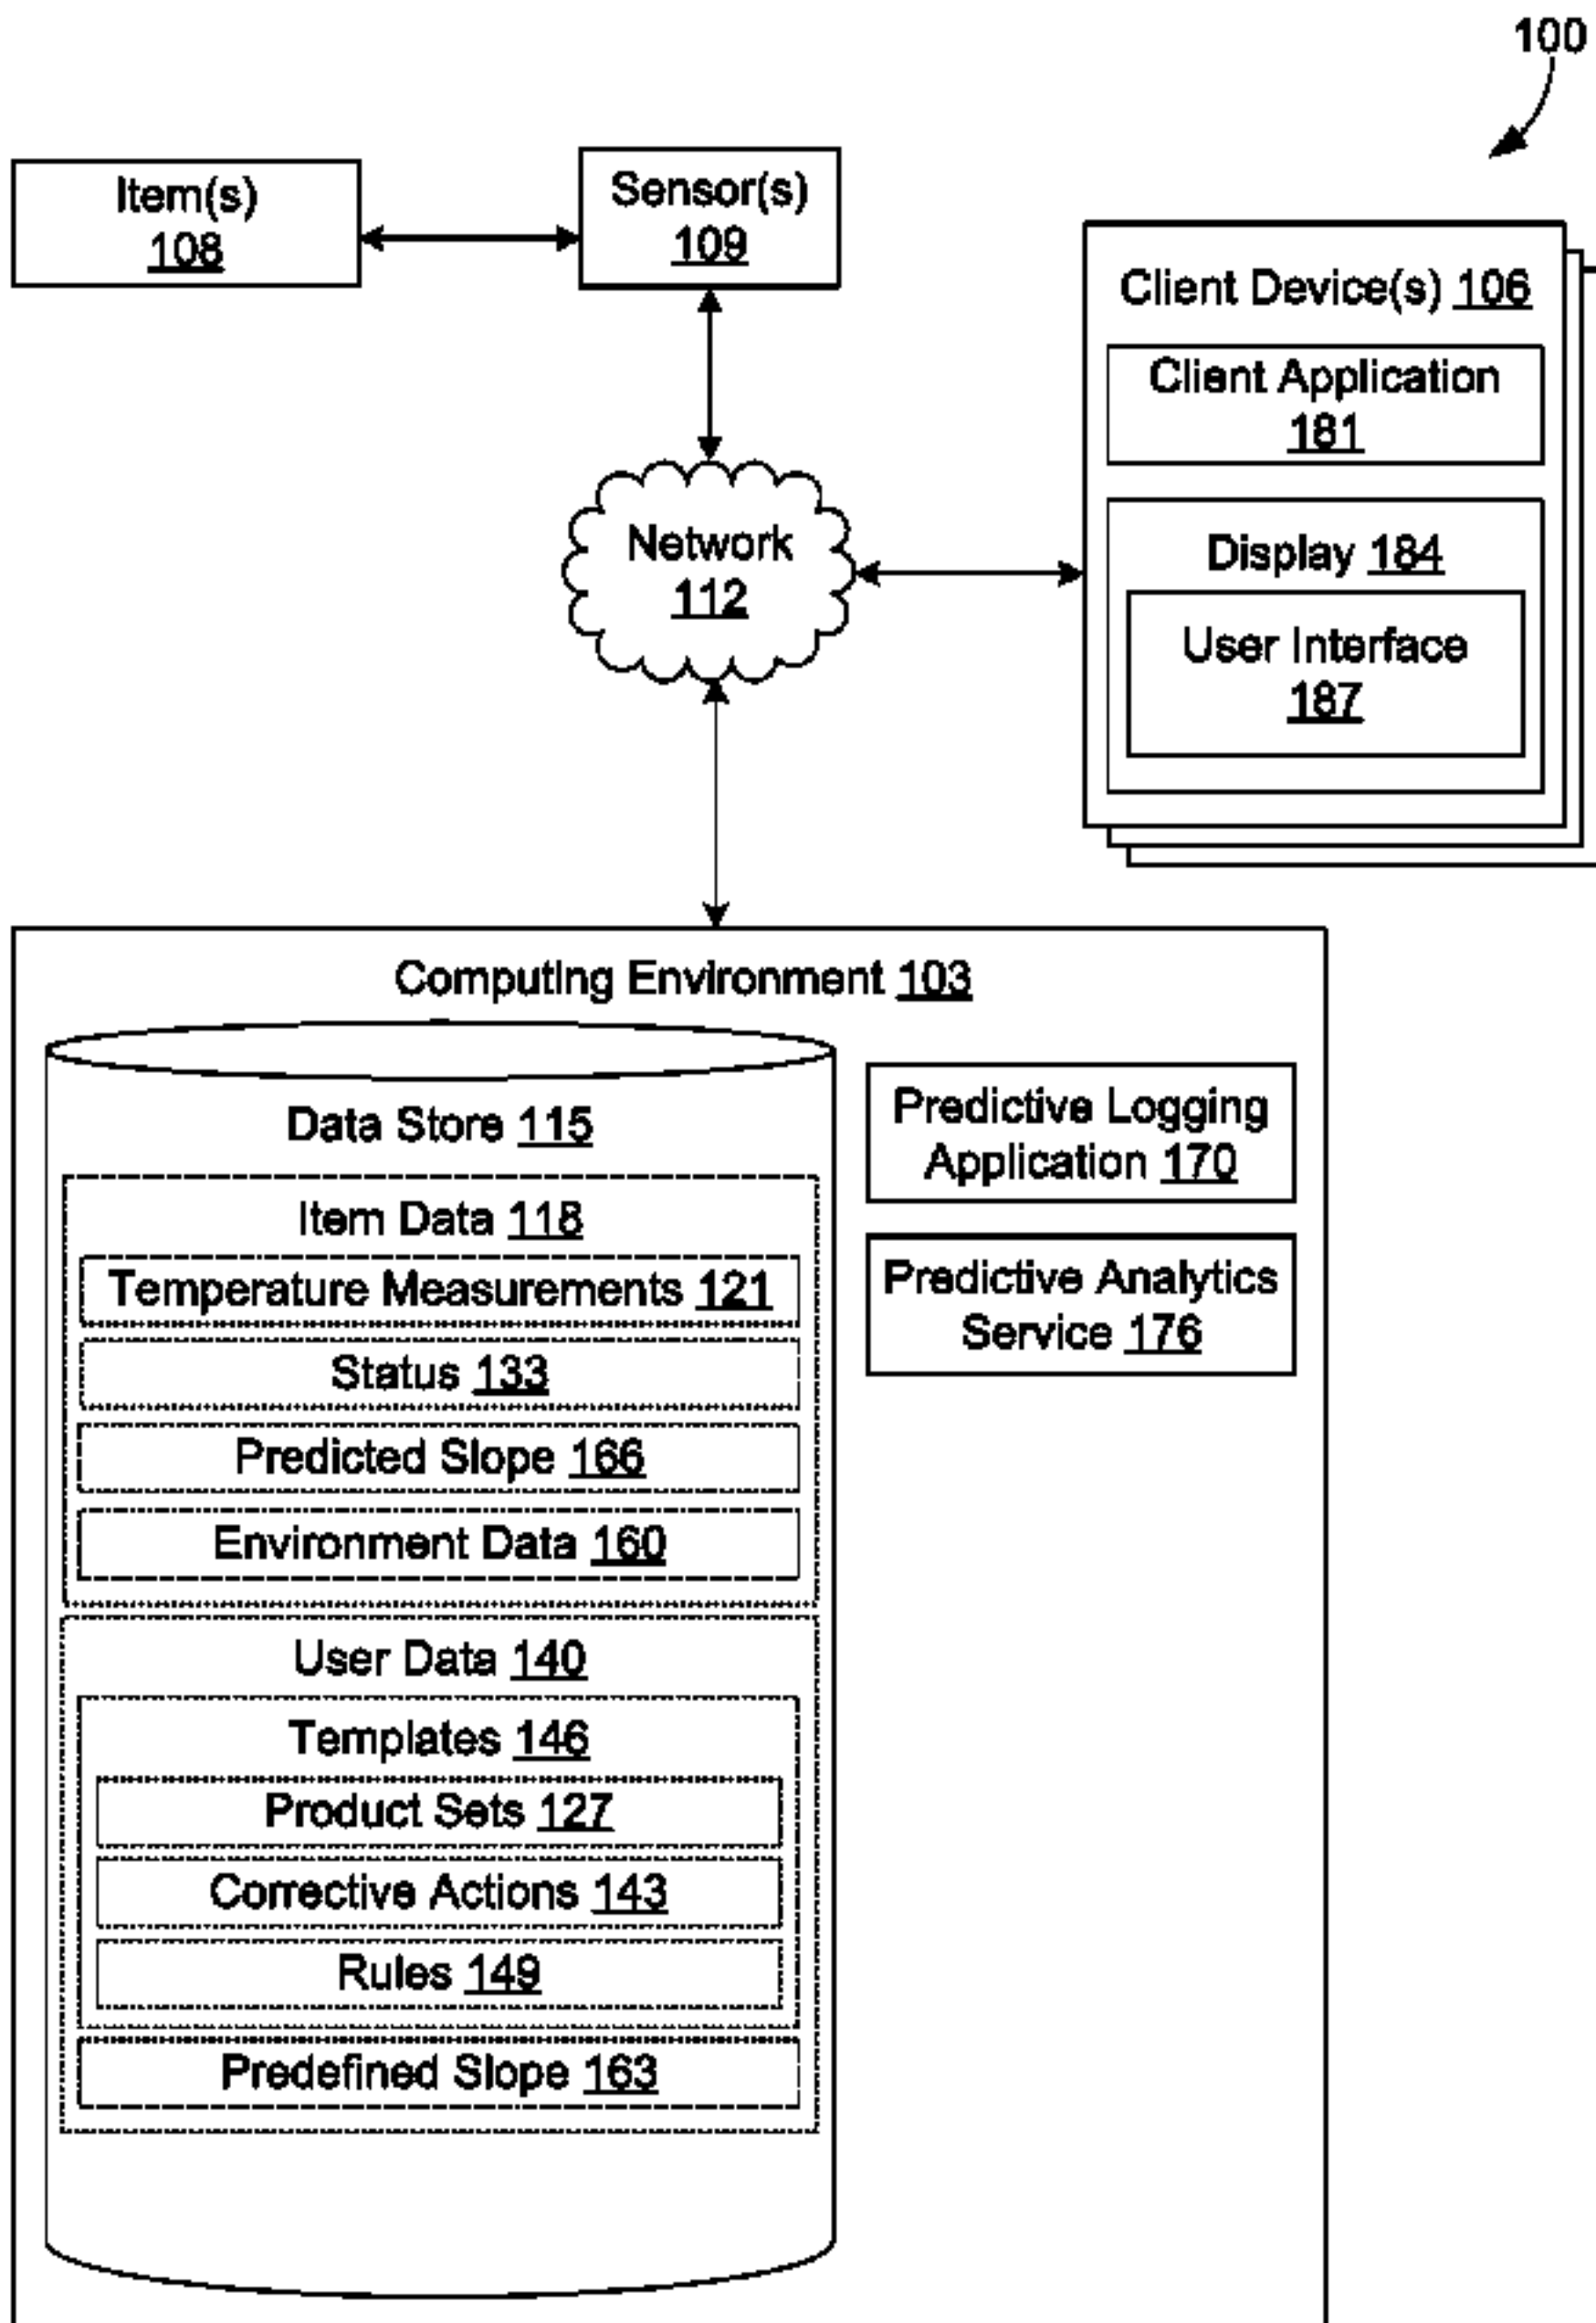 100
Item(s)
108
Sensor(s)
109
Client Device(s) 106
Client Application
181
Display 184
User Interface
187
Network
112
Computing Environment 103
Data Store 115
Item Data 118
Temperature Measurements 121
Status 133
Predicted Slope 166
Environment Data 160
User Data 140
Templates 146
Product Sets 127
Corrective Actions 143
Rules 149
Predefined Slope 163
Predictive Logging
Application 170
Predictive Analytics
Service 176